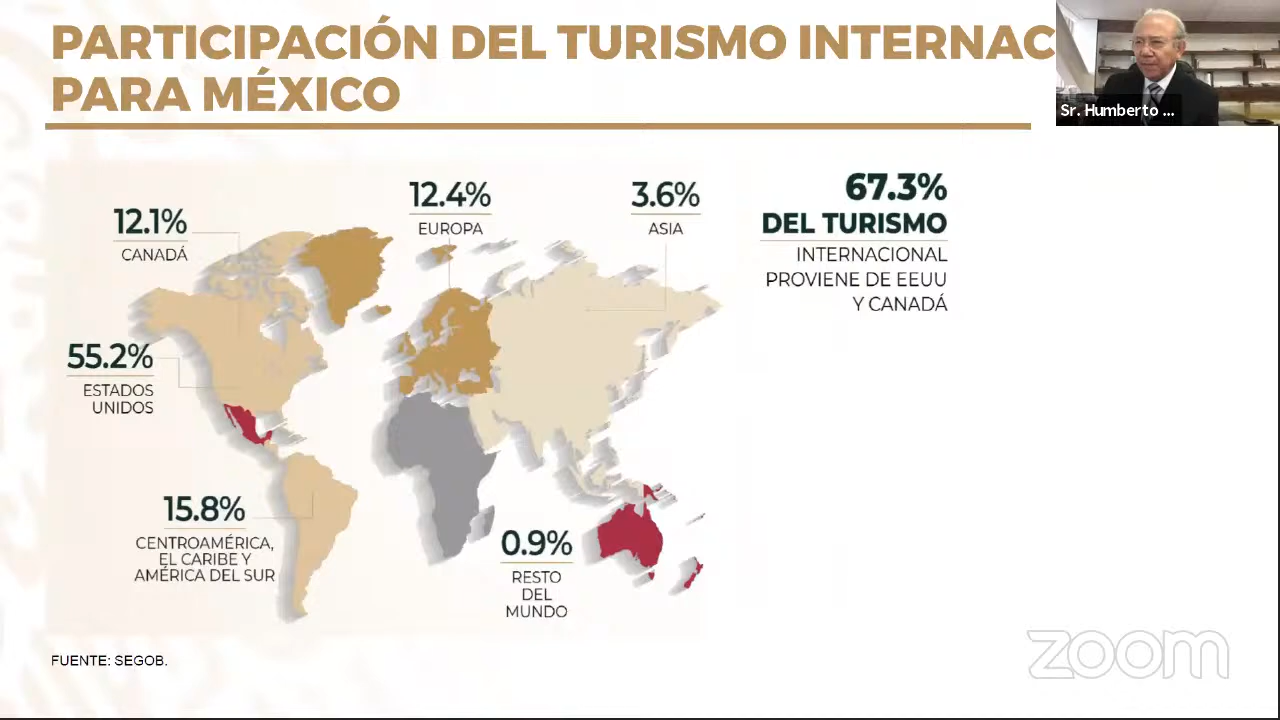 PARTICIPACIÓN DEL TURISMO INTERNAC
PARA MÉXICO
Sr. Humberto ...
12.1%
CANADÁ
12.4%
EUROPA
3.6%
ASIA
67.3%
DEL TURISMO
INTERNACIONAL
PROVIENE DE EEUU
Y CANADÁ
55.2%
ESTADOS
UNIDOS
15.8%
CENTROAMÉRICA,
EL CARIBE Y
AMÉRICA DEL SUR
0.9%
RESTO
DEL
MUNDO
FUENTE: SEGOB.
zoom